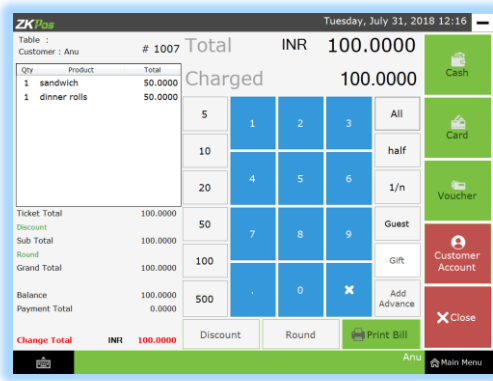 ZKPos
Tuesday, July 31, 2018 12:16
Table :
Customer : Anu
# 1007
Total INR 100.0000
Charged 100.0000
Qty Product Total
1 sandwich 50.0000
1 dinner rolls 50.0000
Ticket Total 100.0000
Discount
Sub Total 100.0000
Round
Grand Total 100.0000
Balance 100.0000
Payment Total 0.0000
Change Total INR 100.0000
5 1 2 3 All
10 half
20 4 5 6 1/n
50 7 8 9 Guest
100 Gift
500 . 0 Add Advance
Discount Round Print Bill
Cash
Card
Voucher
Customer
Account
Close
Anu
Main Menu